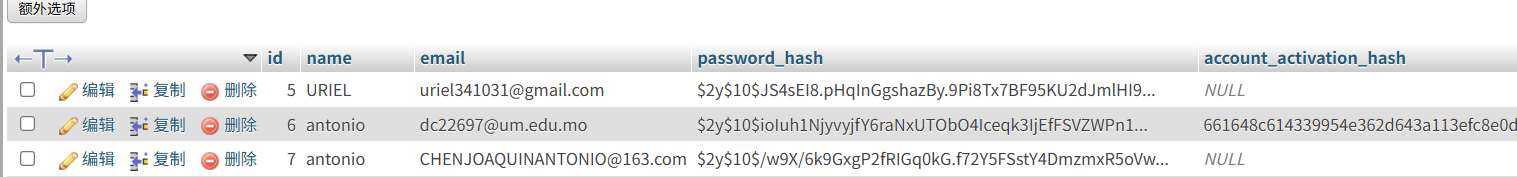 额外选项
←T→ id name email password_hash account_activation_hash
编辑 复制 删除 5 URIEL uriel341031@gmail.com $2y$10$JS4sEI8.pHqInGgshazBy.9Pi8Tx7BF95KU2dJmlHI9... NULL
编辑 复制 删除 6 antonio dc22697@um.edu.mo $2y$10$ioIuh1NjyvyjfY6raNxUTObO4Iceqk3IjEfFSVZWPn1... 661648c614339954e362d643a113efc8e0d
编辑 复制 删除 7 antonio CHENJOAQUINANTONIO@163.com $2y$10$/w9X/6k9GxgP2fRIGq0kG.f72Y5FSstY4DmzmxR5oVw... NULL